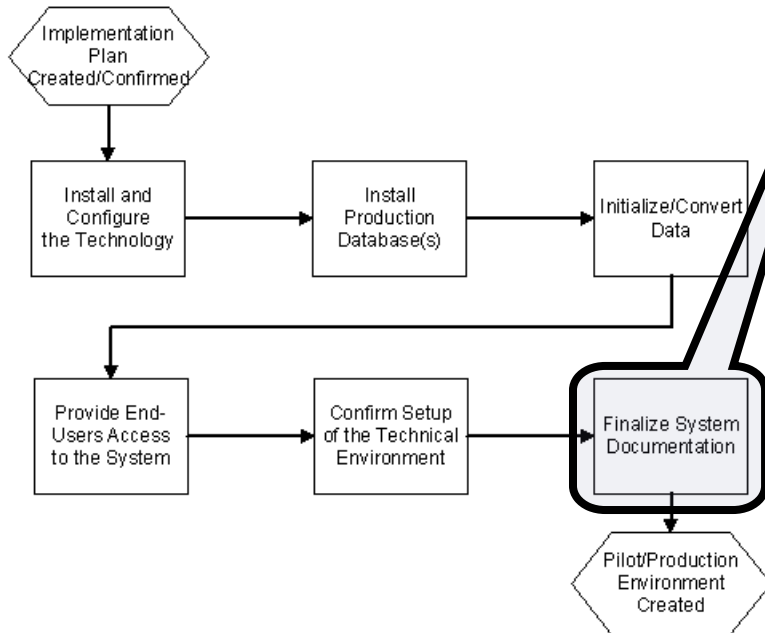 Implementation
Plan
Created/Confirmed
Install and
Configure
the Technology
Install
Production
Database(s)
Initialize/Convert
Data
Provide End-
Users Access
to the System
Confirm Setup
of the Technical
Environment
Finalize System
Documentation
Pilot/Production
Environment
Created